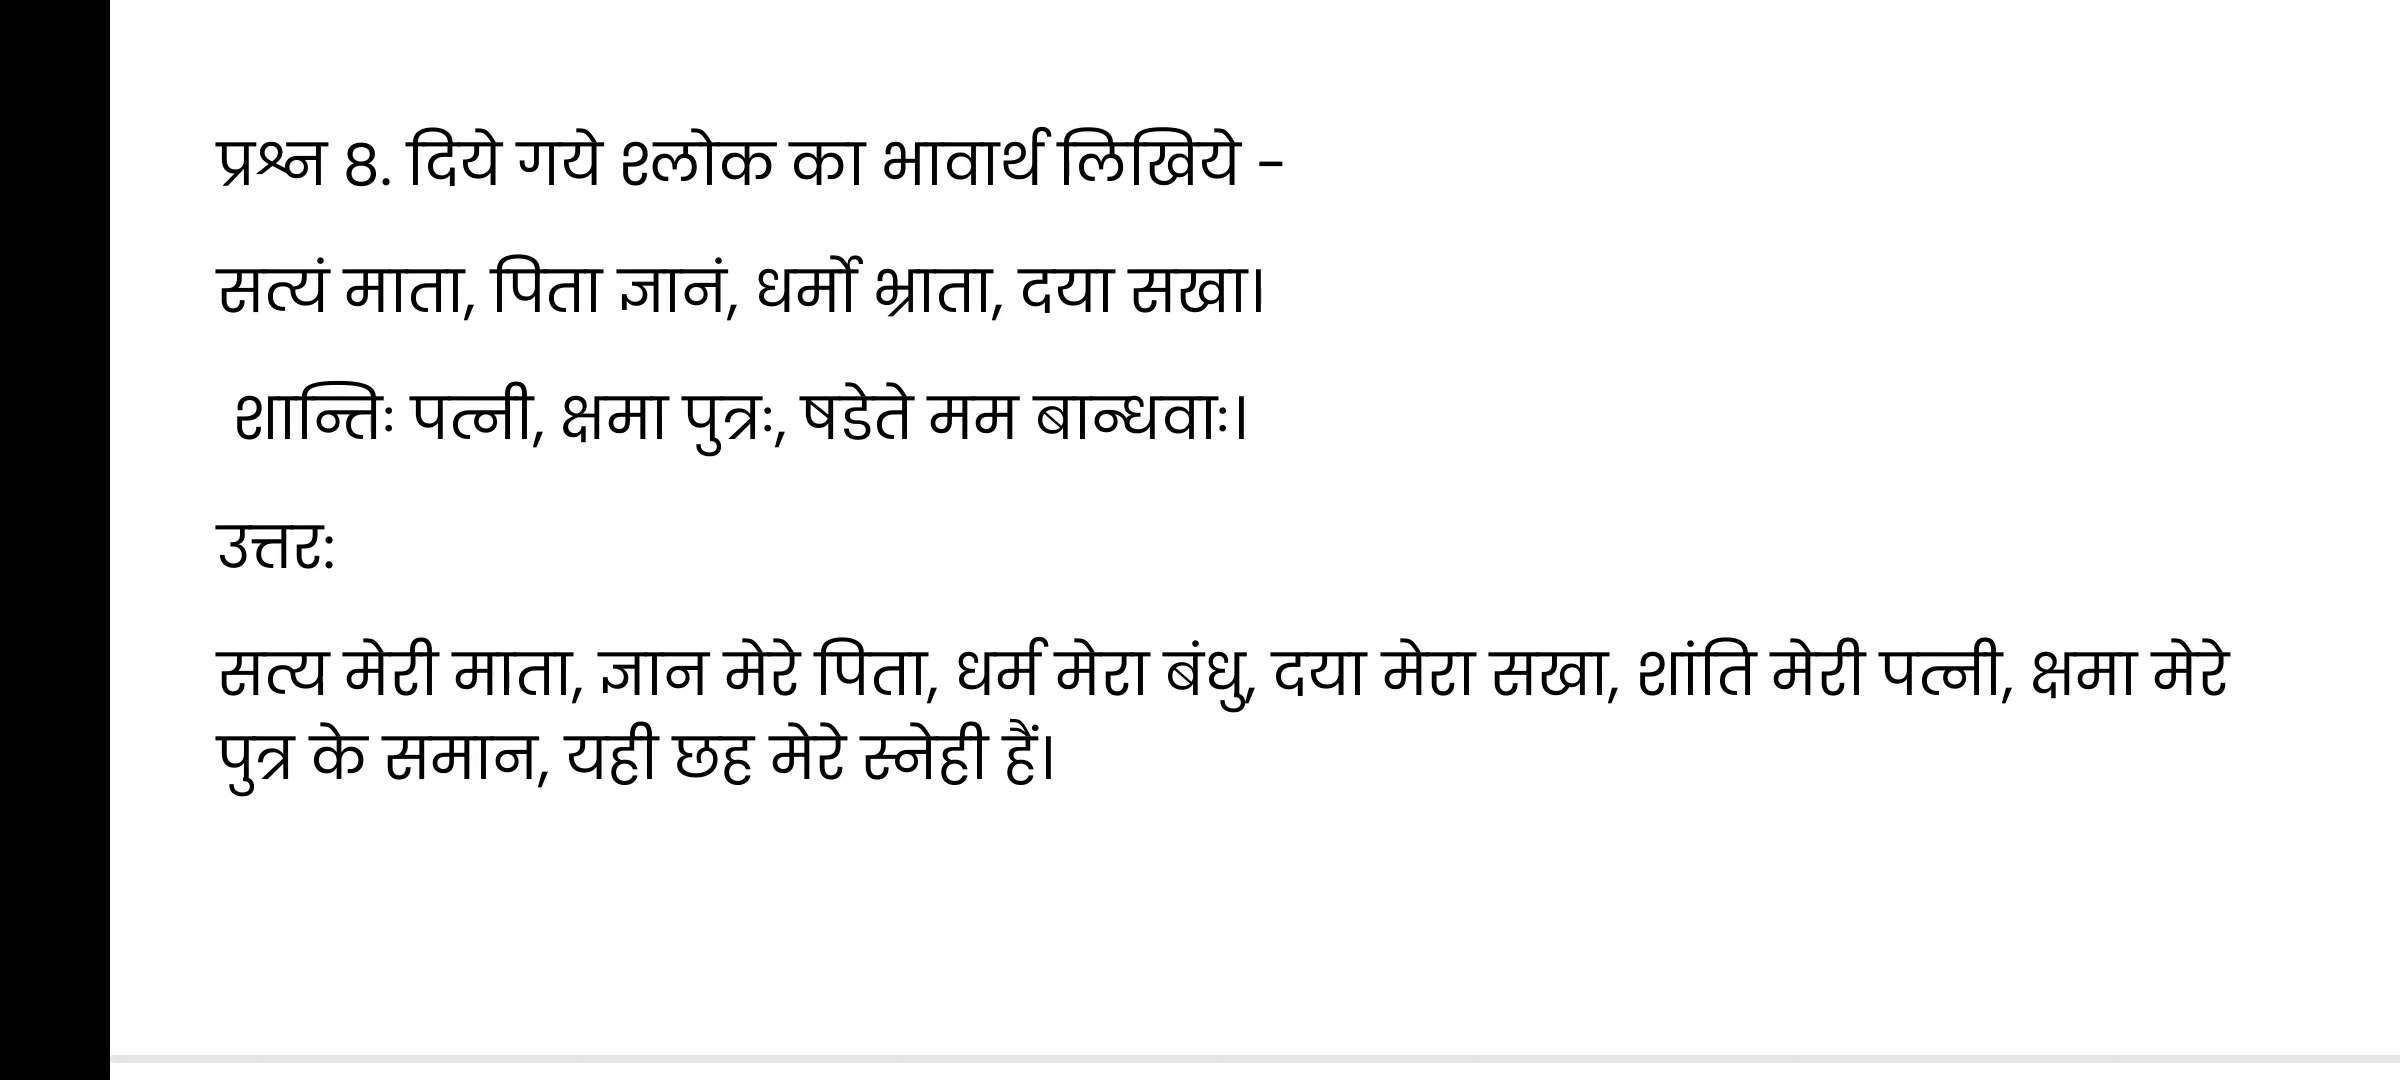 प्रश्न 8. दिये गये श्लोक का भावार्थ लिखिये -
सत्यं माता, पिता ज्ञानं, धर्मो भ्राता, दया सखा।
शान्तिः पत्नी, क्षमा पुत्रः, षडेते मम बान्धवाः।
उत्तर:
सत्य मेरी माता, ज्ञान मेरे पिता, धर्म मेरा बंधु, दया मेरा सखा, शांति मेरी पत्नी, क्षमा मेरे
पुत्र के समान, यही छह मेरे स्नेही हैं।